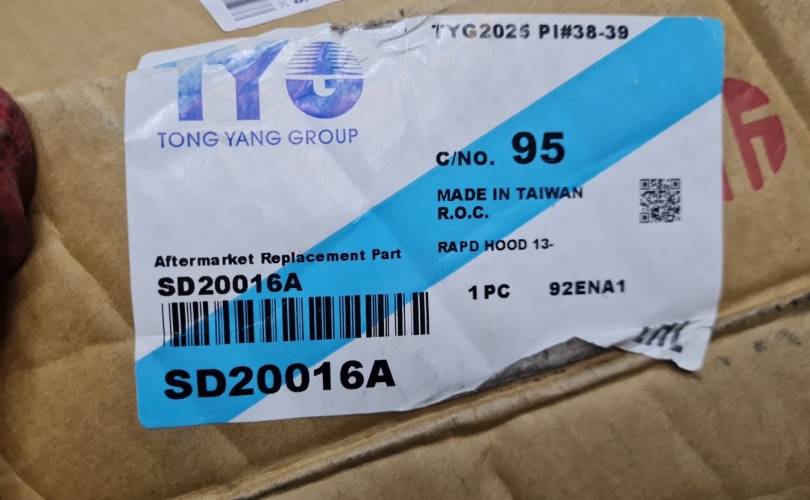 TYG2025 PI#38-39
TYG
TONG YANG GROUP
C/NO. 95
MADE IN TAIWAN
R.O.C.
RAPD HOOD 13-
1 PC 92ENA1
Aftermarket Replacement Part
SD20016A
SD20016A